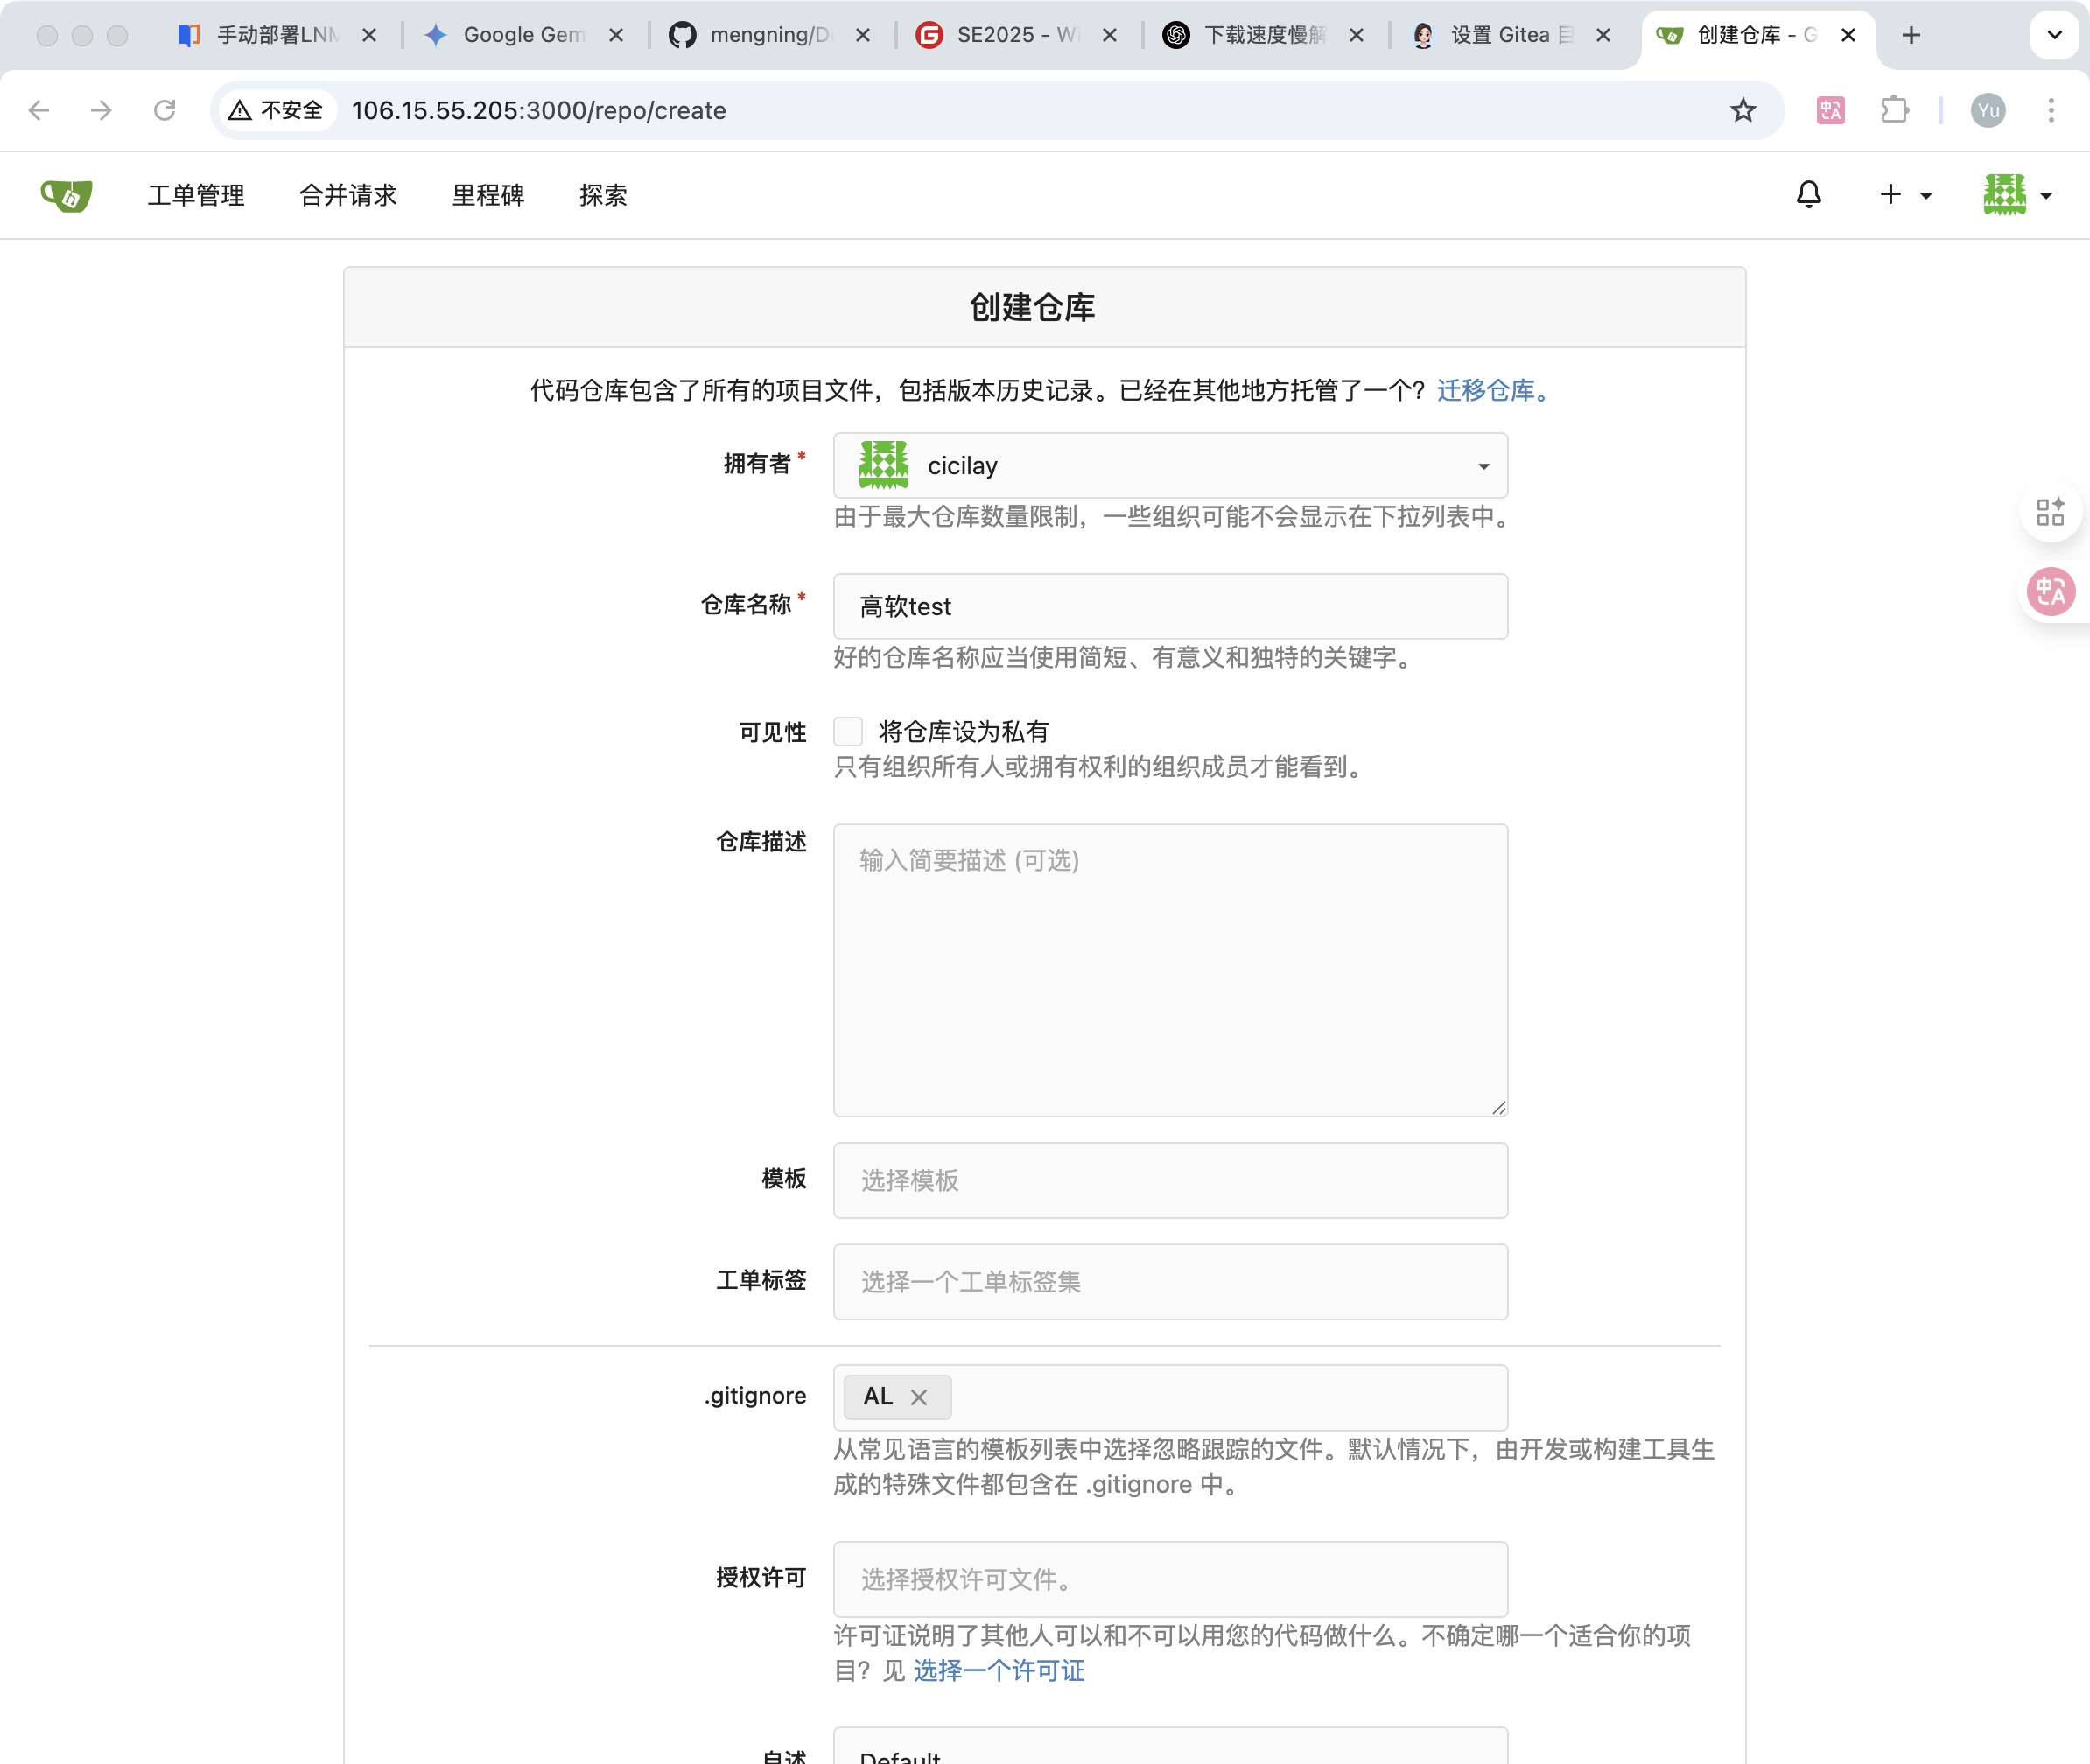 手动部署LNM
Google Gem
mengning/D
SE2025 - W
下载速度慢解
设置 Gitea 目
创建仓库 - G
不安全
106.15.55.205:3000/repo/create
Yu
工单管理
合并请求
里程碑
探索
创建仓库
代码仓库包含了所有的项目文件，包括版本历史记录。已经在其他地方托管了一个？ 迁移仓库。
拥有者 *
cicilay
由于最大仓库数量限制，一些组织可能不会显示在下拉列表中。
仓库名称 *
高软test
好的仓库名称应当使用简短、有意义和独特的关键字。
可见性
将仓库设为私有
只有组织所有人或拥有权利的组织成员才能看到。
仓库描述
输入简要描述 (可选)
模板
选择模板
工单标签
选择一个工单标签集
.gitignore
AL
从常见语言的模板列表中选择忽略跟踪的文件。默认情况下，由开发或构建工具生
成的特殊文件都包含在 .gitignore 中。
授权许可
选择授权许可文件。
许可证说明了其他人可以和不可以用您的代码做什么。不确定哪一个适合你的项
目？见 选择一个许可证
自述
Default